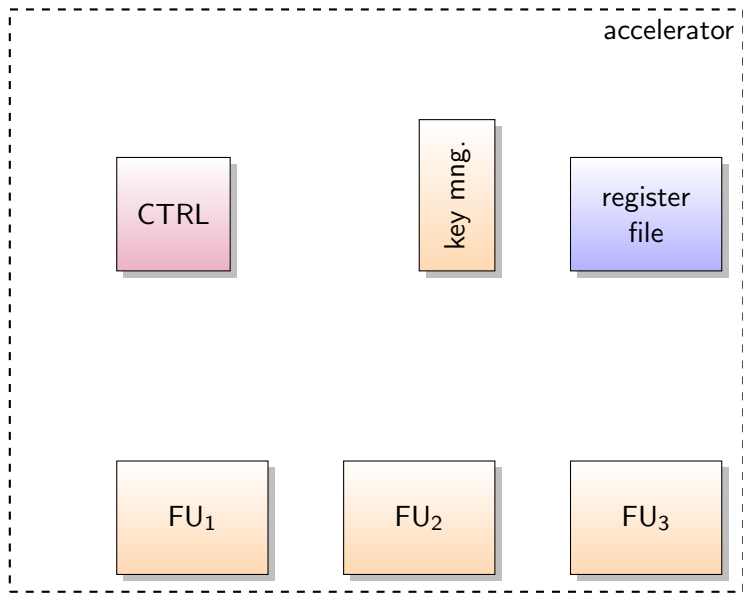 accelerator
CTRL
key mng.
register
file
FU₁
FU₂
FU₃